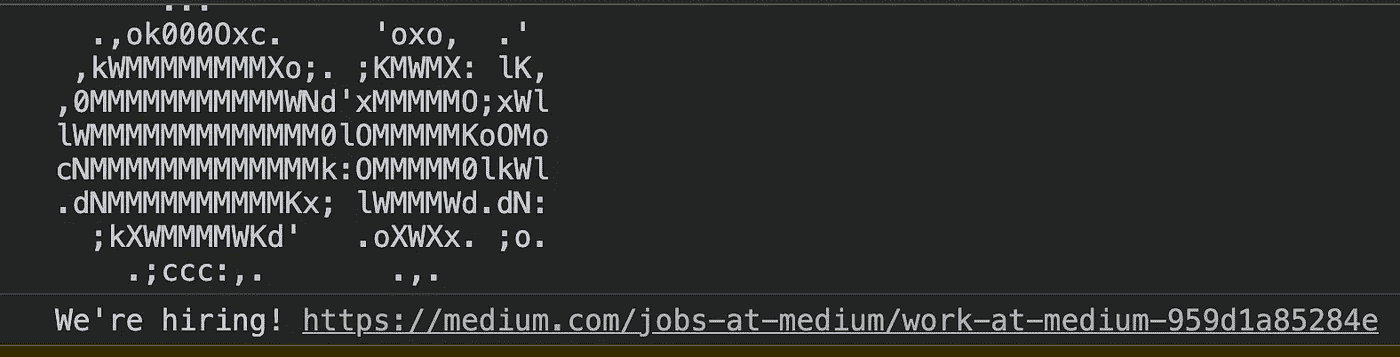 ...
.,ok000Oxc.     'oxo,  .'
,kWMMMMMMMMXo;. ;KMWMX: lK,
,0MMMMMMMMMMMWNd'xMMMMMO;xWl
lWMMMMMMMMMMMMM0lOMMMMMKoOMo
cNMMMMMMMMMMMMMk:OMMMMM0lkWl
.dNMMMMMMMMMMKx; lWMMMWd.dN:
;kXWMMMMWKd'   .oXWXx. ;o.
.;ccc:,.       .,.
We're hiring! https://medium.com/jobs-at-medium/work-at-medium-959d1a85284e